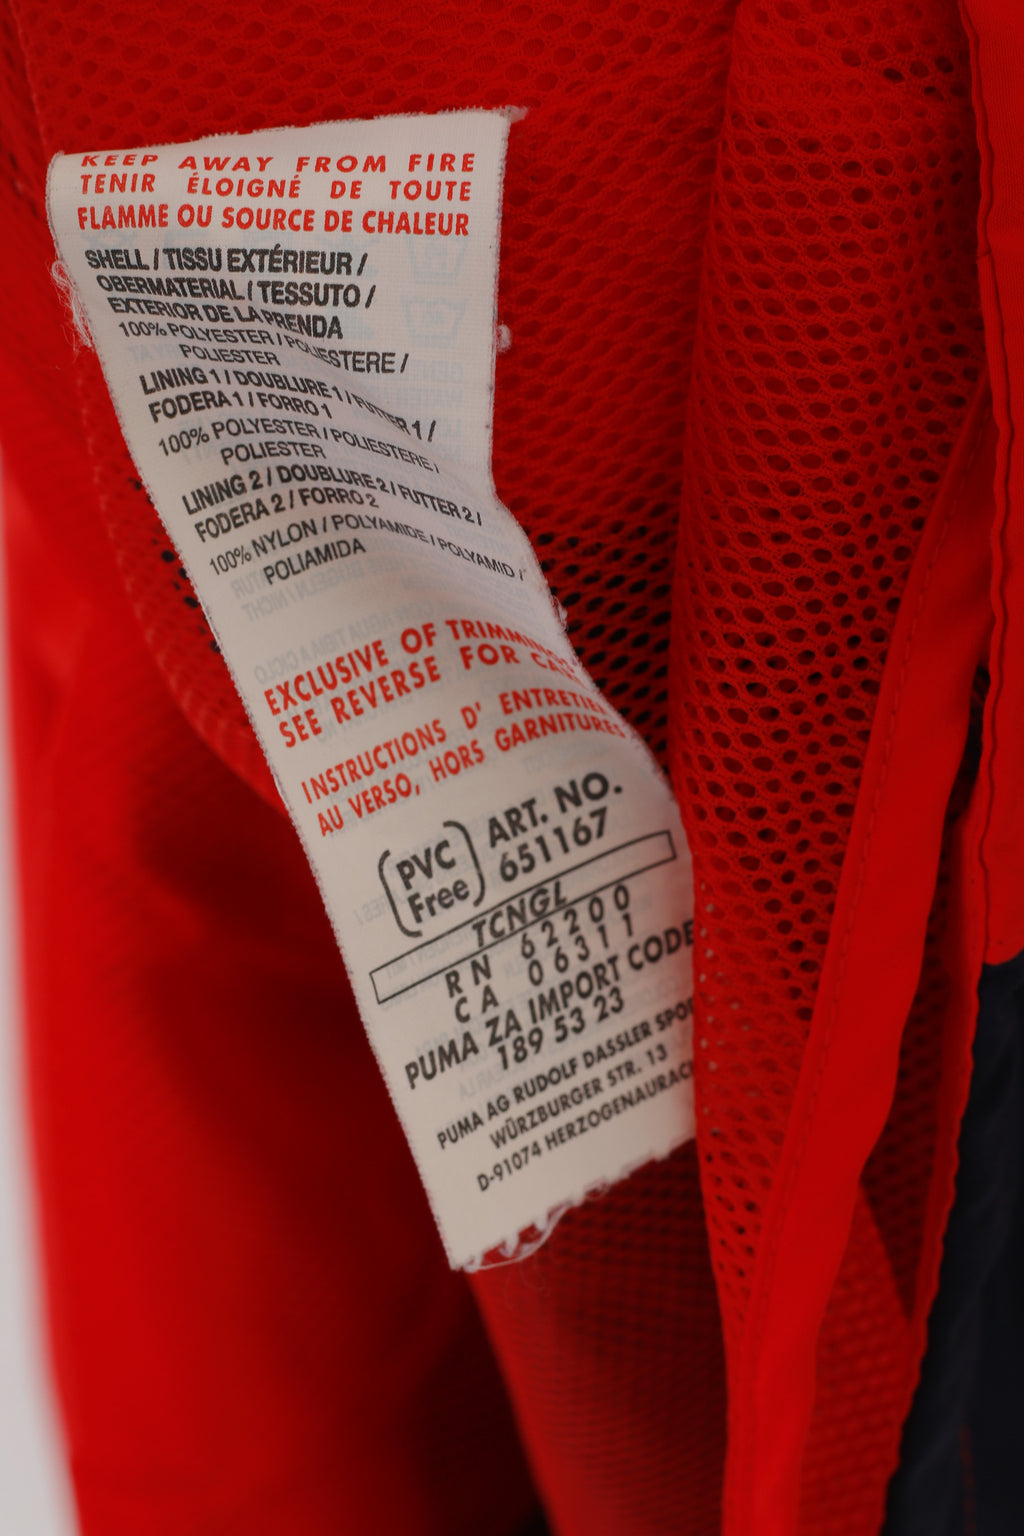 KEEP AWAY FROM FIRE
TENIR ÉLOIGNÉ DE TOUTE
FLAMME OU SOURCE DE CHALEUR
SHELL / TISSU EXTÉRIEUR /
OBERMATERIAL / TESSUTO /
EXTERIOR DE LA PRENDA
100% POLYESTER / POLIESTERE /
POLIESTER
LINING 1 / DOUBLURE 1 / FUTTER 1 /
FODERA 1 / FORRO 1
100% POLYESTER / POLIESTERE /
POLIESTER
LINING 2 / DOUBLURE 2 / FUTTER 2 /
FODERA 2 / FORRO 2
100% NYLON / POLYAMIDE / POLYAMID /
POLIAMIDA
EXCLUSIVE OF TRIMMINGS
SEE REVERSE FOR
INSTRUCTIONS D' ENTRETIEN
AU VERSO, HORS GARNITURES
(PVC Free) ART. NO.
651167
TCNGL
RN 62200
CA 06311
PUMA ZA IMPORT CODE
189 53 23
PUMA AG RUDOLF DASSLER SPO
WÜRZBURGER STR. 13
D-91074 HERZOGENAURAC